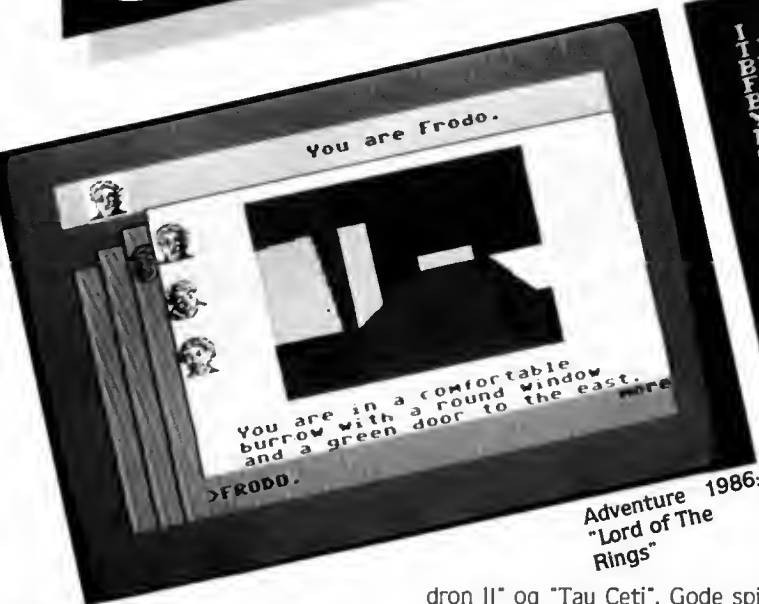 You are Frodo.
You are in a comfortable
burrow with a round window
and a green door to the east.
more
>FRODO.
Adventure 1986:
"Lord of The
Rings"
dron II" og "Tau Ceti". Gode spi